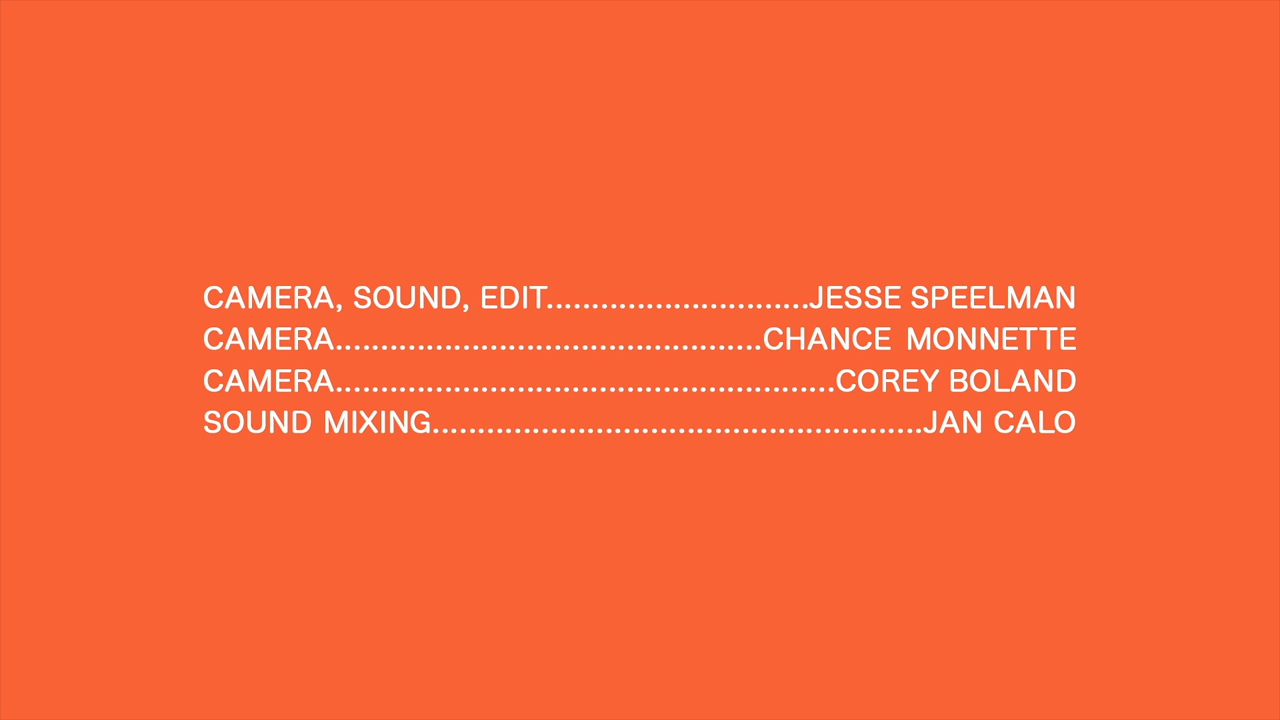 CAMERA, SOUND, EDIT.............................JESSE SPEELMAN
CAMERA...............................................CHANCE MONNETTE
CAMERA.......................................................COREY BOLAND
SOUND MIXING......................................................JAN CALO